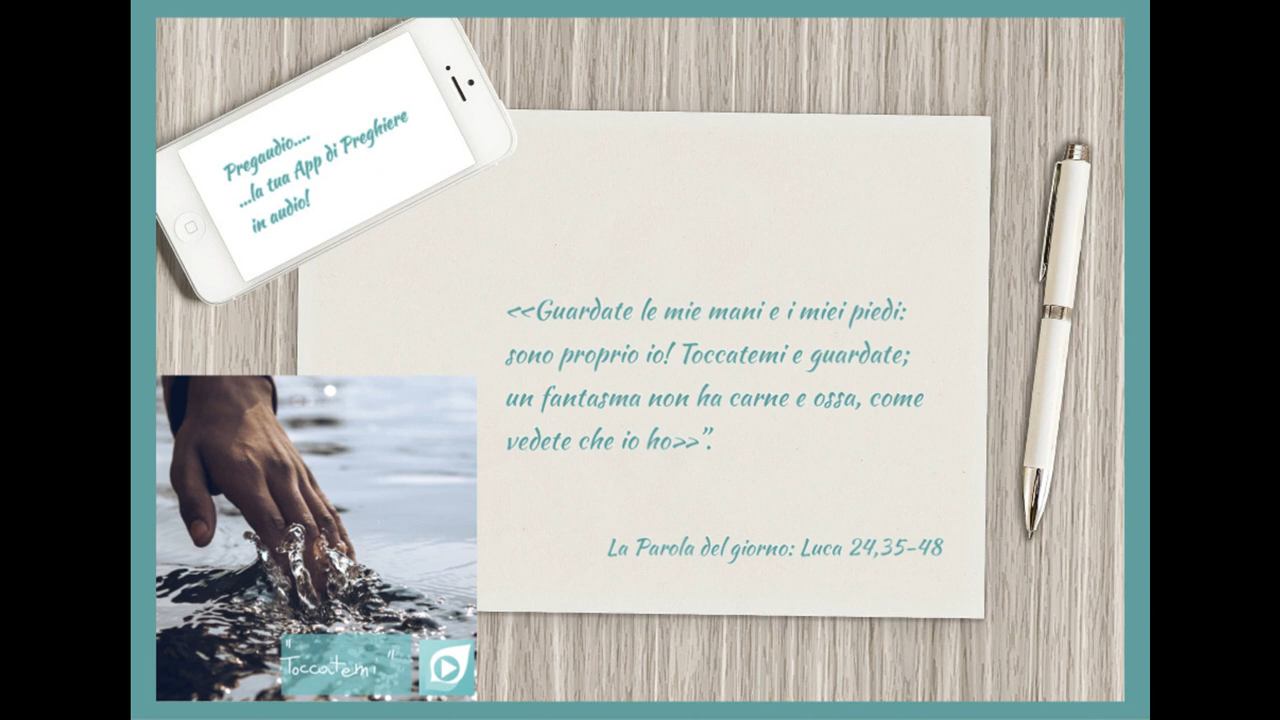 Pregaudio....
...la tua App di Preghiere
in audio!
<<Guardate le mie mani e i miei piedi:
sono proprio io! Toccatemi e guardate;
un fantasma non ha carne e ossa, come
vedete che io ho>>”.
La Parola del giorno: Luca 24,35-48
"Toccatemi"